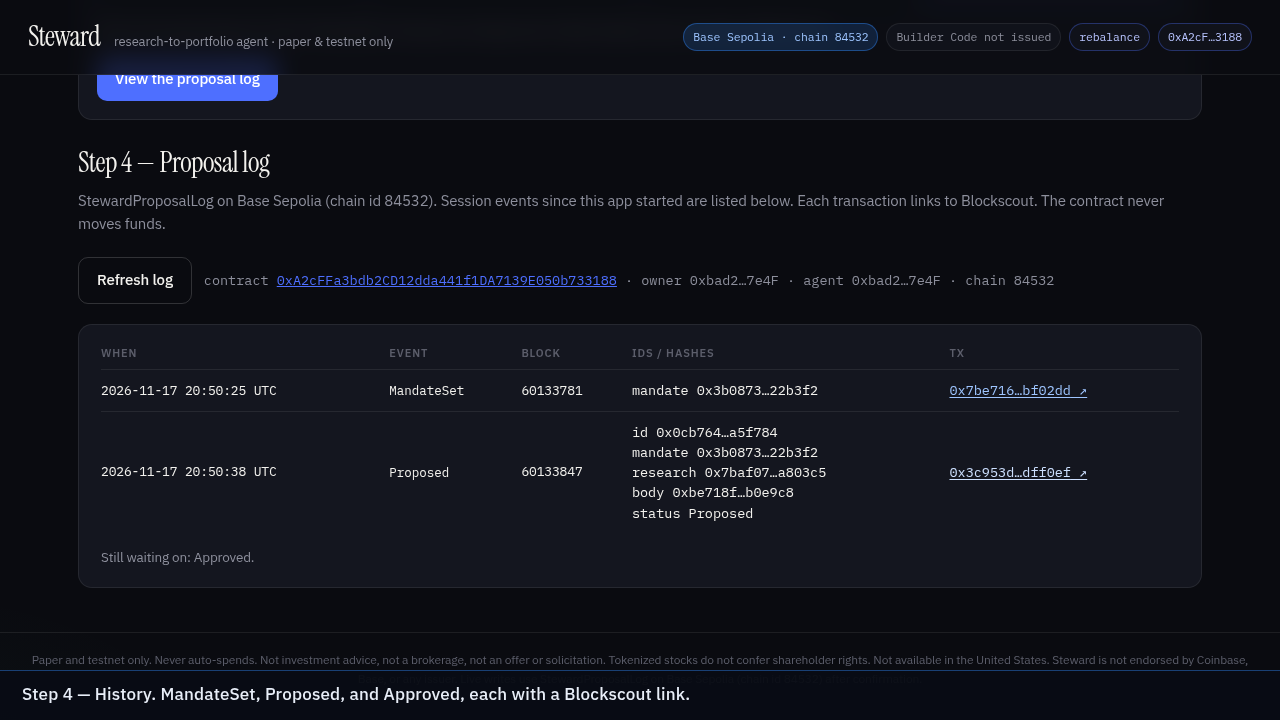 Steward research-to-portfolio agent · paper & testnet only
Base Sepolia · chain 84532
Builder Code not issued
rebalance
0xA2cF…3188
View the proposal log
Step 4 — Proposal log
StewardProposalLog on Base Sepolia (chain id 84532). Session events since this app started are listed below. Each transaction links to Blockscout. The contract never
moves funds.
Refresh log
contract 0xA2cFFa3bdb2CD12dda441f1DA7139E050b733188 · owner 0xbad2…7e4F · agent 0xbad2…7e4F · chain 84532
WHEN EVENT BLOCK IDS / HASHES TX
2026-11-17 20:50:25 UTC MandateSet 60133781 mandate 0x3b0873…22b3f2 0x7be716…bf02dd ↗
id 0x0cb764…a5f784
mandate 0x3b0873…22b3f2
2026-11-17 20:50:38 UTC Proposed 60133847 research 0x7baf07…a803c5 0x3c953d…dff0ef ↗
body 0xbe718f…b0e9c8
status Proposed
Still waiting on: Approved.
Paper and testnet only. Never auto-spends. Not investment advice, not a brokerage, not an offer or solicitation. Tokenized stocks do not confer shareholder rights. Not available in the United States. Steward is not endorsed by Coinbase,
Step 4 — History. MandateSet, Proposed, and Approved, each with a Blockscout link.